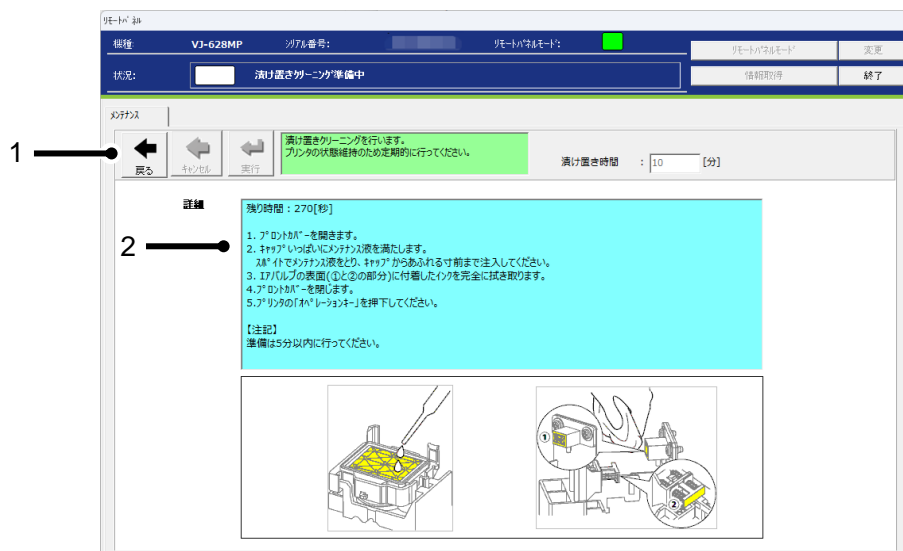 リモートパネル
機種: VJ-628MP シリアル番号: リモートパネルモード:
リモートパネルモード 変更
状況: 漬け置きクリーニング準備中
情報取得 終了
メンテナンス
1
戻る キャンセル 実行
漬け置きクリーニングを行います。
プリンタの状態維持のため定期的に行ってください。
漬け置き時間 : 10 [分]
詳細
2
残り時間：270[秒]
1. フロントカバーを開きます。
2. キャップいっぱいにメンテナンス液を満たします。
スポイトでメンテナンス液をとり、キャップからあふれる寸前まで注入してください。
3. エアバルブの表面(①と②の部分)に付着したインクを完全に拭き取ります。
4.フロントカバーを閉じます。
5.プリンタの「オペレーションキー」を押下してください。
【注記】
準備は5分以内に行ってください。
①
②